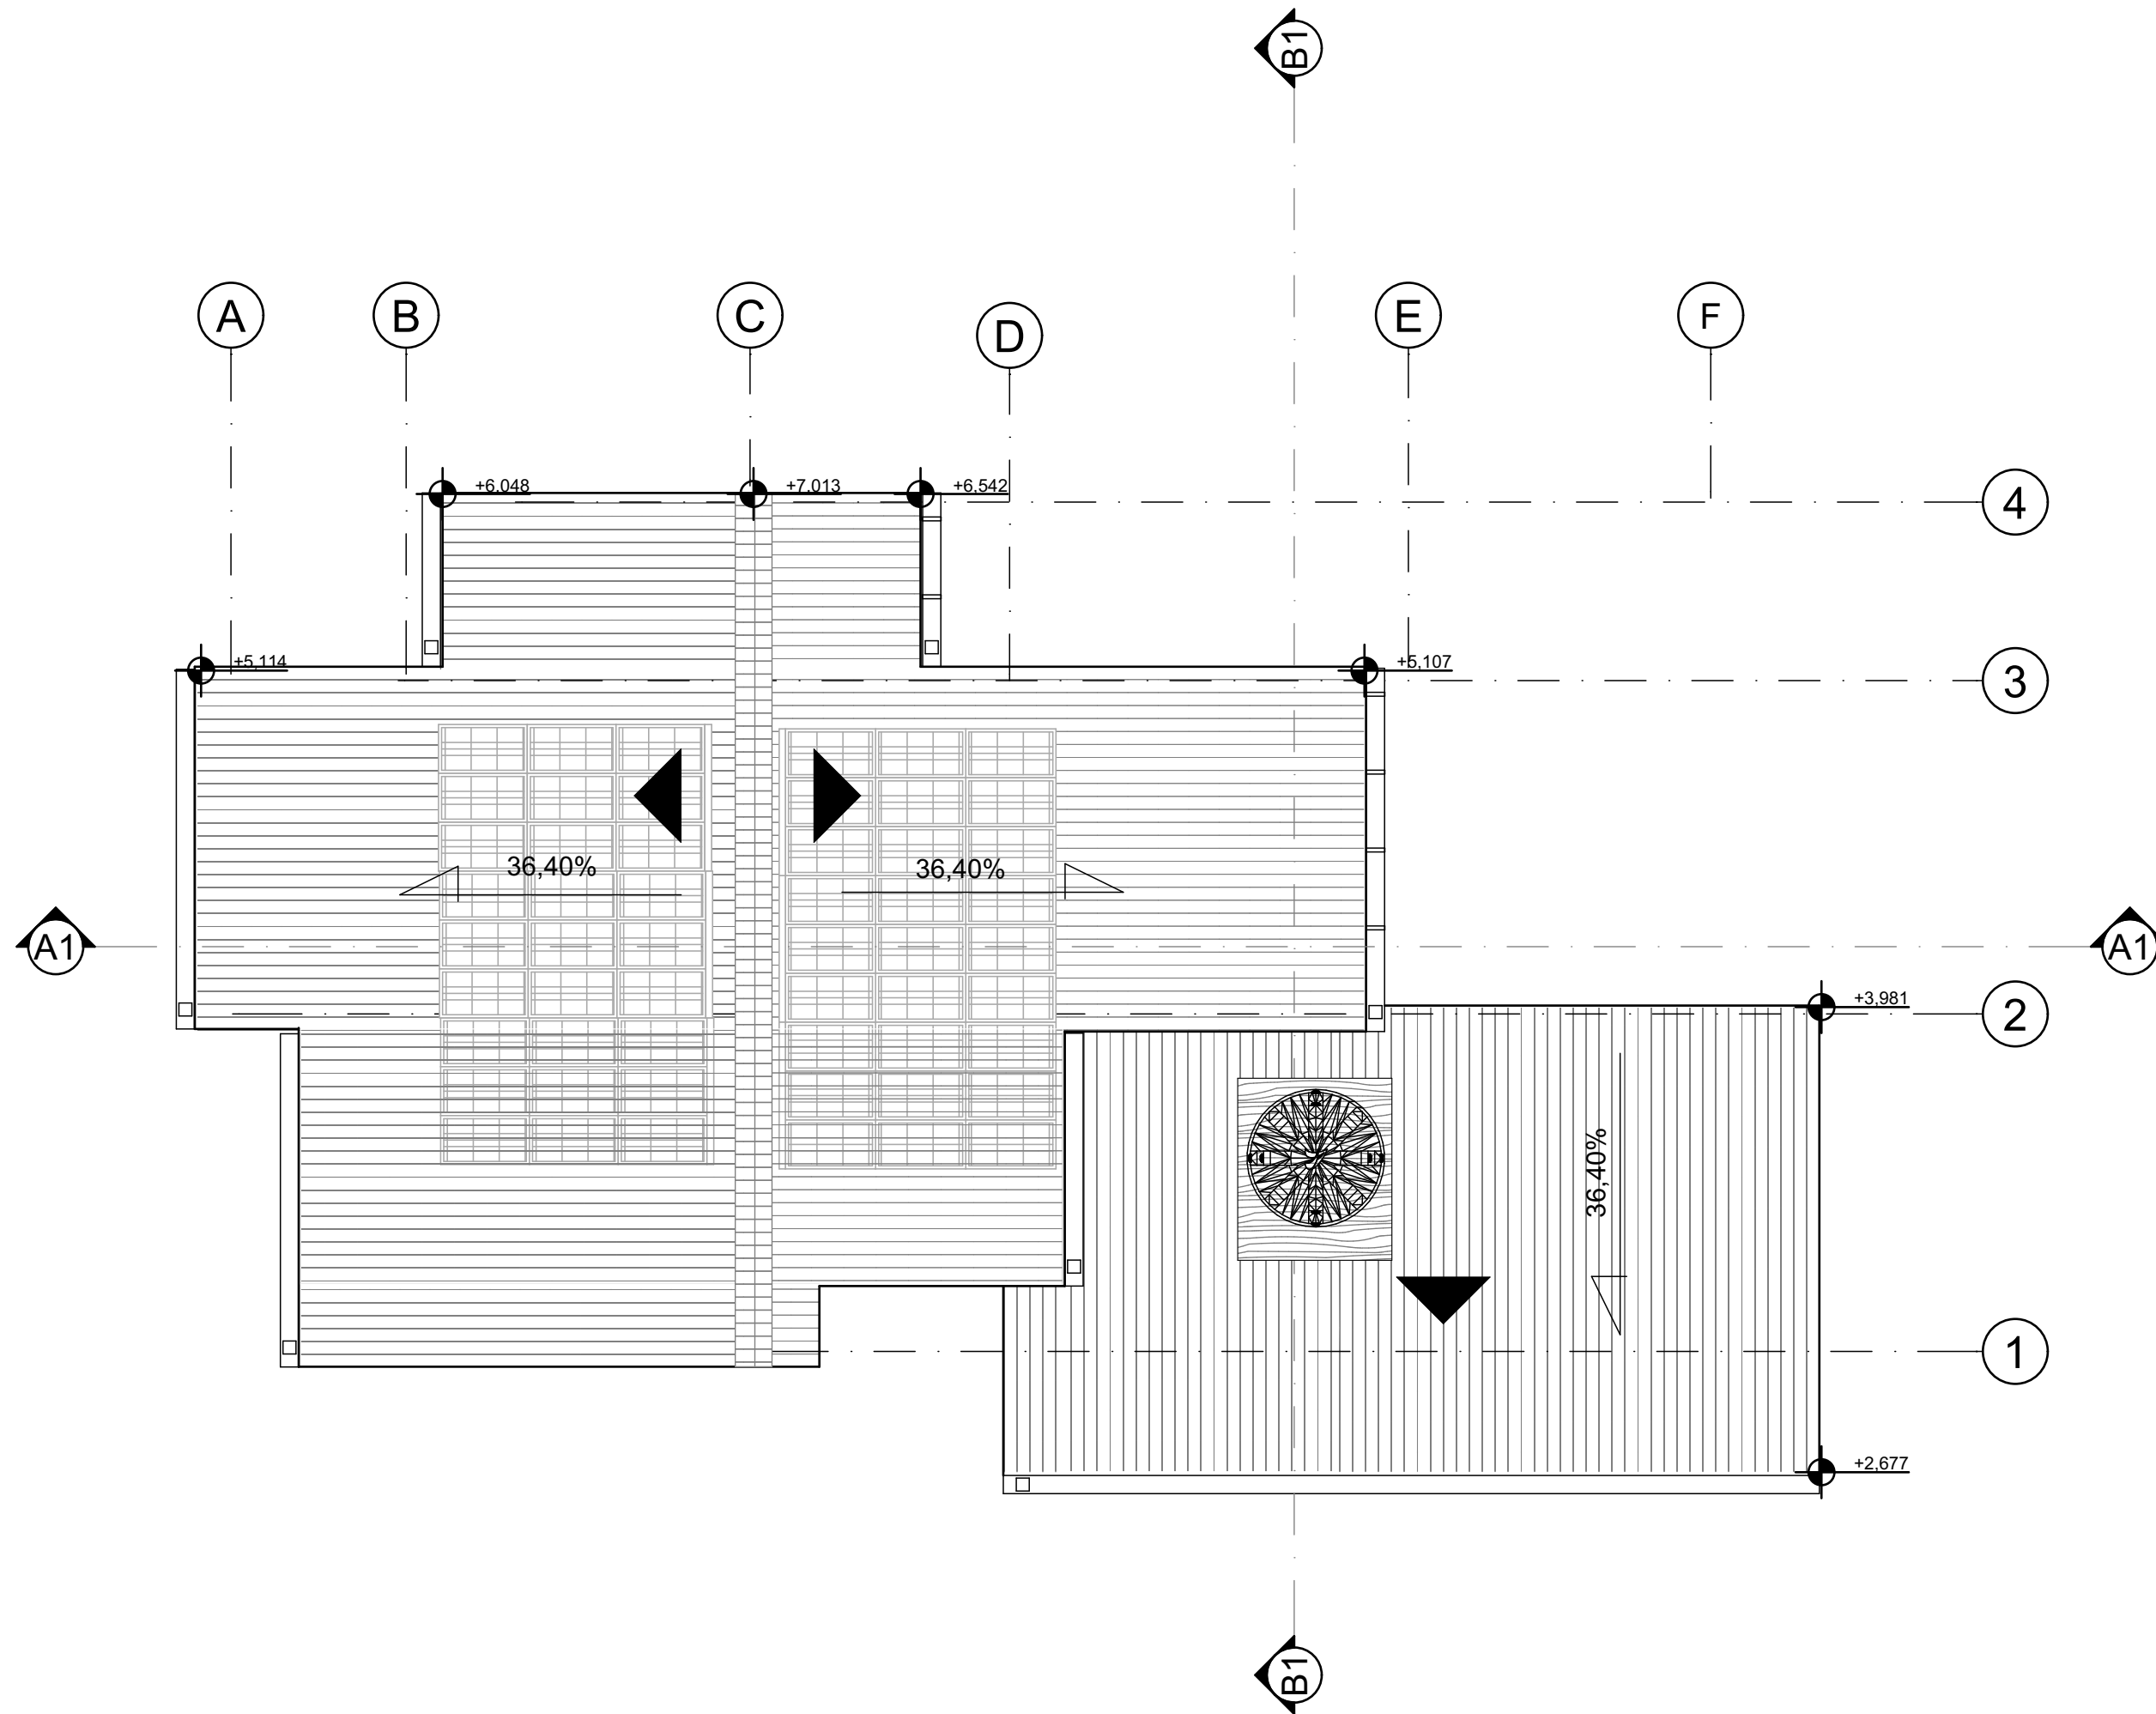 B1
A
B
C
D
E
F
+6,048
+7,013
+6,542
4
+5,114
+5,107
3
36,40%
36,40%
A1
A1
+3,981
2
36,40%
1
+2,677
B1